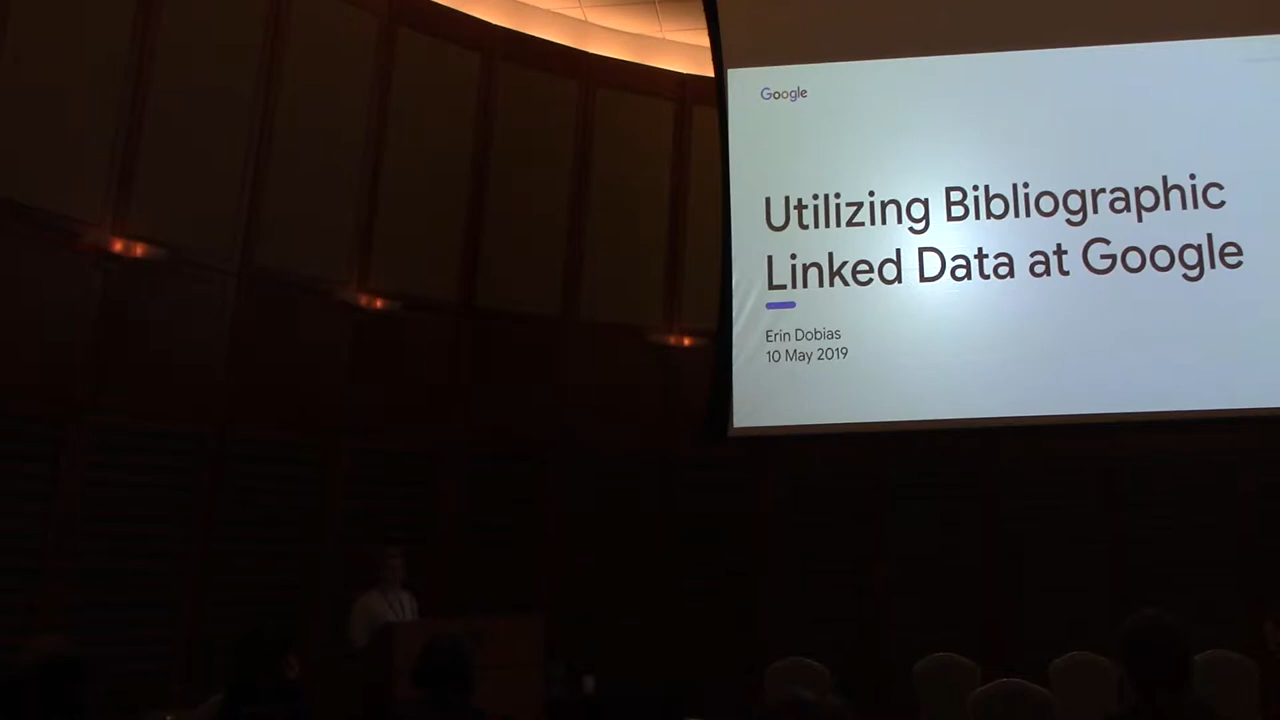 Google
Utilizing Bibliographic
Linked Data at Google
Erin Dobias
10 May 2019